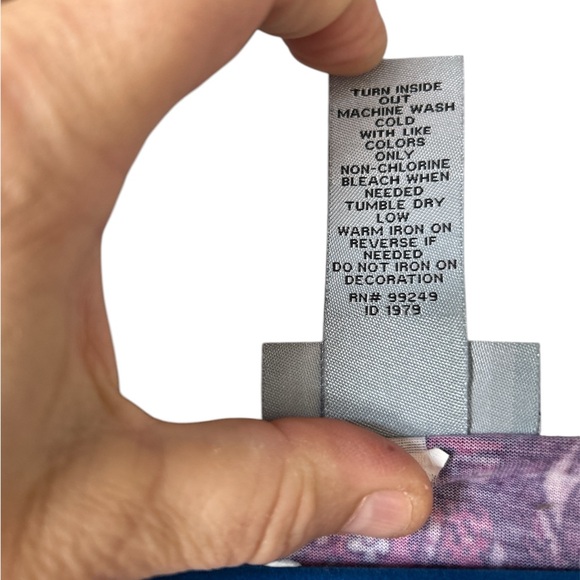 TURN INSIDE
OUT
MACHINE WASH
COLD
WITH LIKE
COLORS
ONLY
NON-CHLORINE
BLEACH WHEN
NEEDED
TUMBLE DRY
LOW
WARM IRON ON
REVERSE IF
NEEDED
DO NOT IRON ON
DECORATION
RN# 99249
ID 1979